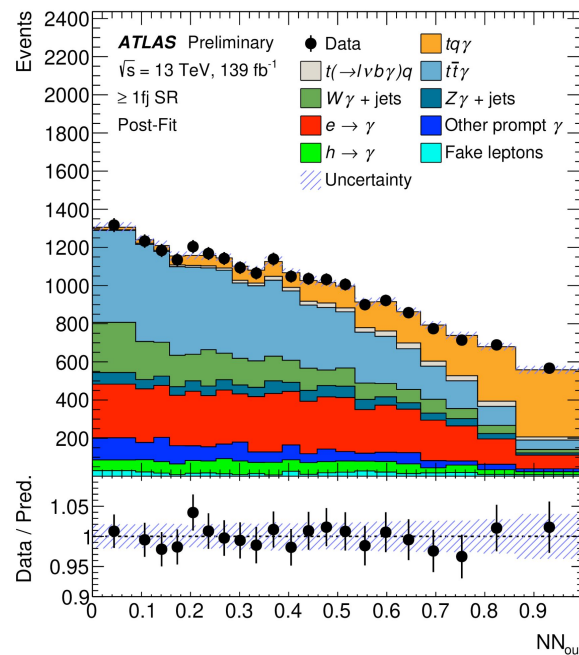 Events
2400
2200
2000
1800
1600
1400
1200
1000
800
600
400
200
ATLAS Preliminary
√s = 13 TeV, 139 fb⁻¹
≥ 1fj SR
Post-Fit
Data
tqγ
t(→lνbγ)q
tt̄γ
Wγ + jets
Zγ + jets
e → γ
Other prompt γ
h → γ
Fake leptons
Uncertainty
Data / Pred.
1.05
1
0.95
0.9
0 0.1 0.2 0.3 0.4 0.5 0.6 0.7 0.8 0.9
NN_ou